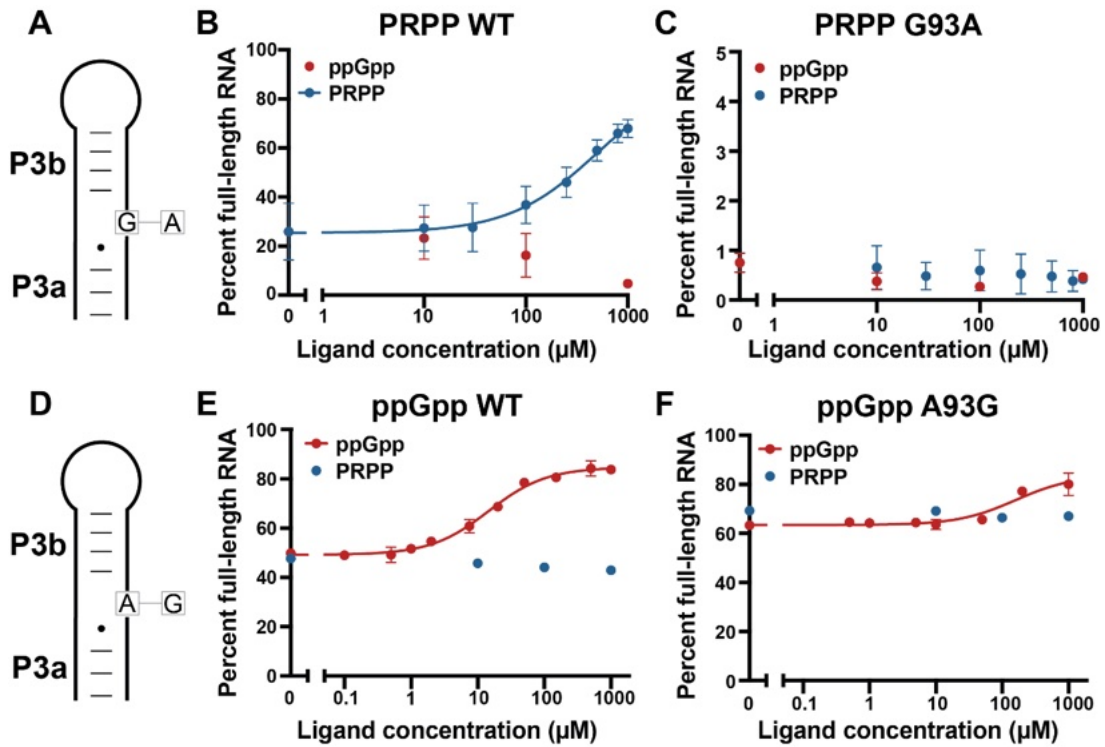 A
P3b
G A
P3a
B
PRPP WT
Percent full-length RNA
100
80
60
40
20
0
ppGpp
PRPP
0 1 10 100 1000
Ligand concentration (µM)
C
PRPP G93A
Percent full-length RNA
5
4
3
2
1
0
ppGpp
PRPP
0 1 10 100 1000
Ligand concentration (µM)
D
P3b
A G
P3a
E
ppGpp WT
Percent full-length RNA
100
80
60
40
20
0
ppGpp
PRPP
0 0.1 1 10 100 1000
Ligand concentration (µM)
F
ppGpp A93G
Percent full-length RNA
100
80
60
40
20
0
ppGpp
PRPP
0 0.1 1 10 100 1000
Ligand concentration (µM)